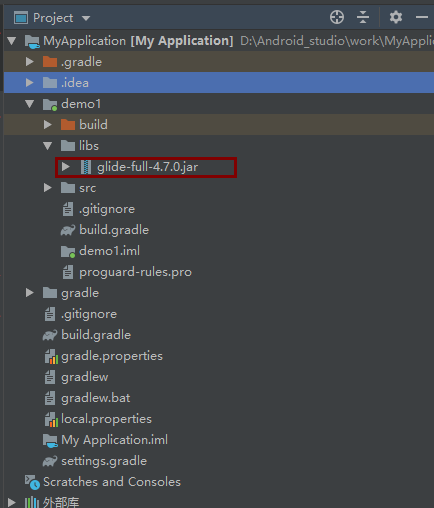 Project
MyApplication [My Application] D:\Android_studio\work\MyApplic
.gradle
.idea
demo1
build
libs
glide-full-4.7.0.jar
src
.gitignore
build.gradle
demo1.iml
proguard-rules.pro
gradle
.gitignore
build.gradle
gradle.properties
gradlew
gradlew.bat
local.properties
My Application.iml
settings.gradle
Scratches and Consoles
外部库